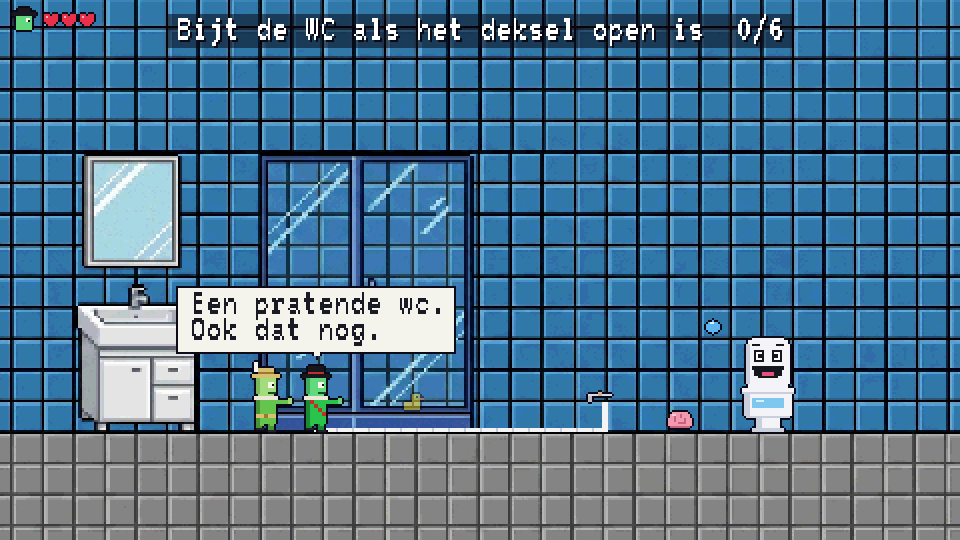 Bijt de WC als het deksel open is 0/6
Een pratende wc.
Ook dat nog.